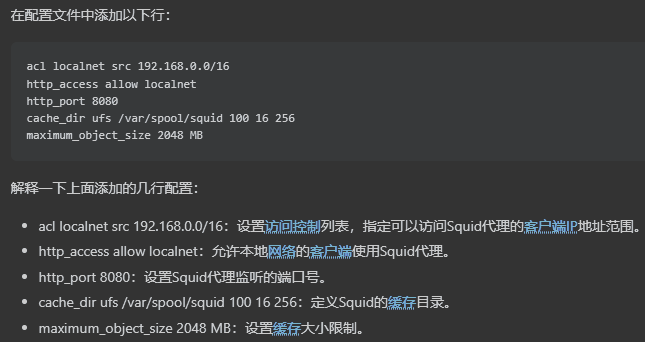 在配置文件中添加以下行：
acl localnet src 192.168.0.0/16
http_access allow localnet
http_port 8080
cache_dir ufs /var/spool/squid 100 16 256
maximum_object_size 2048 MB
解释一下上面添加的几行配置：
• acl localnet src 192.168.0.0/16：设置访问控制列表，指定可以访问Squid代理的客户端IP地址范围。
• http_access allow localnet：允许本地网络的客户端使用Squid代理。
• http_port 8080：设置Squid代理监听的端口号。
• cache_dir ufs /var/spool/squid 100 16 256：定义Squid的缓存目录。
• maximum_object_size 2048 MB：设置缓存大小限制。